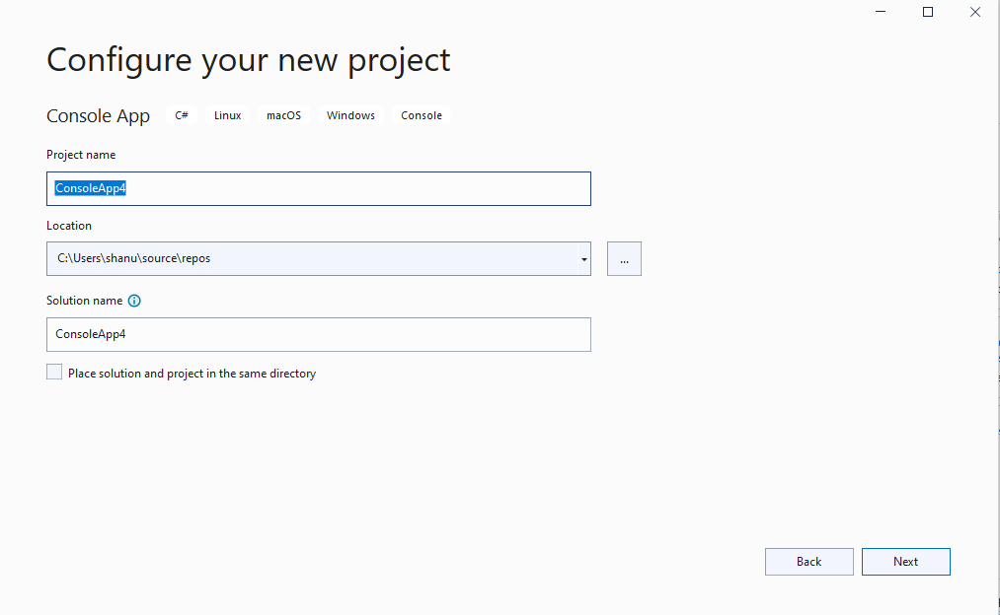 Configure your new project
Console App C# Linux macOS Windows Console
Project name
ConsoleApp4
Location
C:\Users\shanu\source\repos
...
Solution name
ConsoleApp4
Place solution and project in the same directory
Back Next